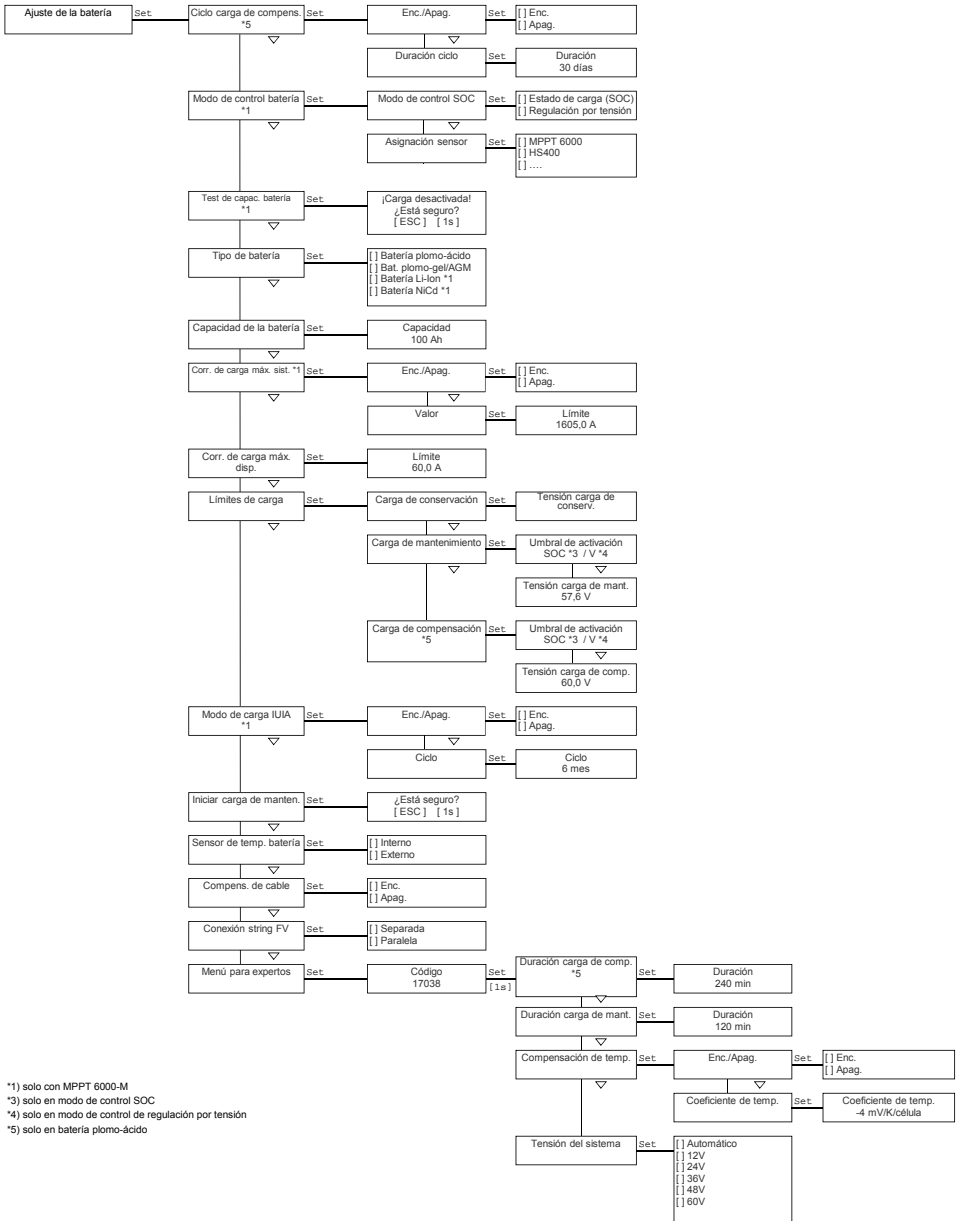 Ajuste de la batería
Set
Ciclo carga de compens.
*5
Set
Enc./Apag.
Set
[ ] Enc.
[ ] Apag.
Duración ciclo
Set
Duración
30 días
Modo de control batería
*1
Set
Modo de control SOC
Set
[ ] Estado de carga (SOC)
[ ] Regulación por tensión
Asignación sensor
Set
[ ] MPPT 6000
[ ] HS400
[ ] ....
Test de capac. batería
*1
Set
¡Carga desactivada!
¿Está seguro?
[ ESC ] [ 1s ]
Tipo de batería
Set
[ ] Batería plomo-ácido
[ ] Bat. plomo-gel/AGM
[ ] Batería Li-Ion *1
[ ] Batería NiCd *1
Capacidad de la batería
Set
Capacidad
100 Ah
Corr. de carga máx. sist. *1
Set
Enc./Apag.
Set
[ ] Enc.
[ ] Apag.
Valor
Set
Límite
1605,0 A
Corr. de carga máx.
disp.
Set
Límite
60,0 A
Límites de carga
Set
Carga de conservación
Set
Tensión carga de
conserv.
Carga de mantenimiento
Set
Umbral de activación
SOC *3 / V *4
Tensión carga de mant.
57,6 V
Carga de compensación
*5
Set
Umbral de activación
SOC *3 / V *4
Tensión carga de comp.
60,0 V
Modo de carga IUIA
*1
Set
Enc./Apag.
Set
[ ] Enc.
[ ] Apag.
Ciclo
Set
Ciclo
6 mes
Iniciar carga de manten.
Set
¿Está seguro?
[ ESC ] [ 1s ]
Sensor de temp. batería
Set
[ ] Interno
[ ] Externo
Compens. de cable
Set
[ ] Enc.
[ ] Apag.
Conexión string FV
Set
[ ] Separada
[ ] Paralela
Menú para expertos
Set
Código
17038
Set
[1s]
Duración carga de comp.
*5
Set
Duración
240 min
Duración carga de mant.
Set
Duración
120 min
Compensación de temp.
Set
Enc./Apag.
Set
[ ] Enc.
[ ] Apag.
Coeficiente de temp.
Set
Coeficiente de temp.
-4 mV/K/célula
Tensión del sistema
Set
[ ] Automático
[ ] 12V
[ ] 24V
[ ] 36V
[ ] 48V
[ ] 60V
*1) solo con MPPT 6000-M
*3) solo en modo de control SOC
*4) solo en modo de control de regulación por tensión
*5) solo en batería plomo-ácido